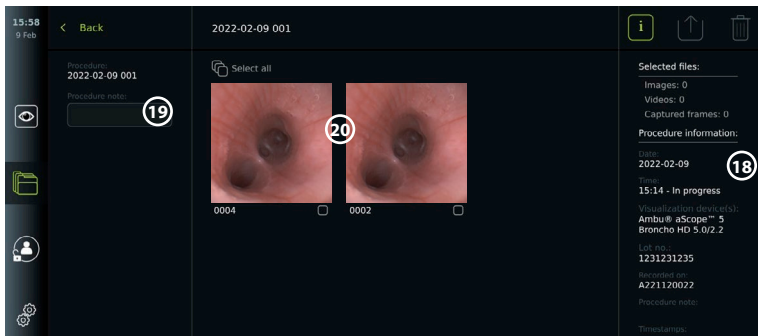 15:58
9 Feb
Back
2022-02-09 001
Procedure:
2022-02-09 001
Procedure note:
19
Select all
20
0004
0002
i
Selected files:
Images: 0
Videos: 0
Captured frames: 0
Procedure information:
Date:
2022-02-09
18
Time:
15:14 - In progress
Visualization device(s):
Ambu® aScope™ 5
Broncho HD 5.0/2.2
Lot no.:
1231231235
Recorded on:
A221120022
Procedure note:
Timestamps: